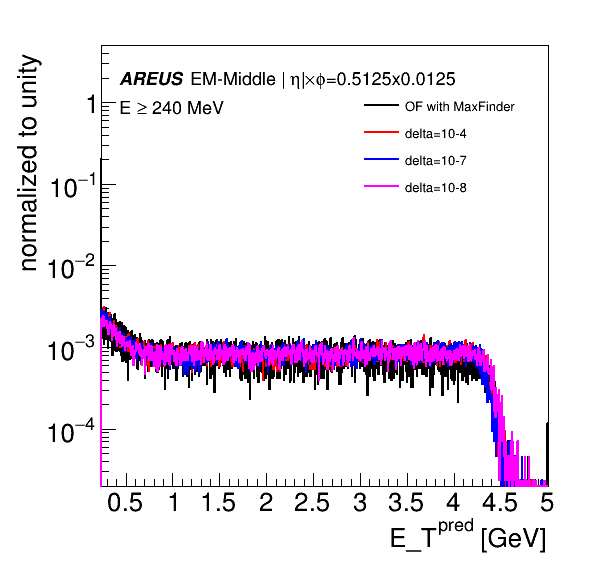 AREUS EM-Middle | η|×ϕ=0.5125x0.0125
E ≥ 240 MeV
OF with MaxFinder
delta=10-4
delta=10-7
delta=10-8
normalized to unity
1
10⁻¹
10⁻²
10⁻³
10⁻⁴
0.5 1 1.5 2 2.5 3 3.5 4 4.5 5
E_T^pred [GeV]